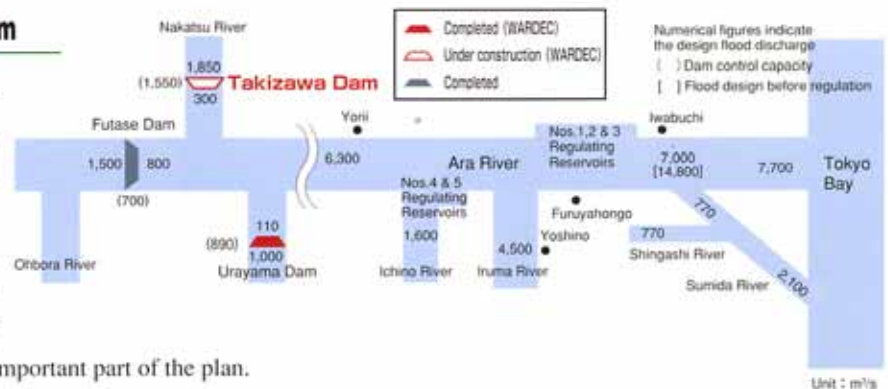 m
Nakatsu River
Completed (WARDEC)
Under construction (WARDEC)
Completed
Numerical figures indicate
the design flood discharge
( ) Dam control capacity
[ ] Flood design before regulation
1,850
(1,550)
Takizawa Dam
300
Futase Dam
1,500
800
(700)
Yorii
6,300
Ara River
Nos.1,2 & 3
Regulating
Reservoirs
Iwabuchi
7,000
[14,800]
7,700
Tokyo
Bay
Nos.4 & 5
Regulating
Reservoirs
1,600
Furuyahongo
Yoshino
4,500
770
770
Shingashi River
110
(890)
1,000
Urayama Dam
Ohbora River
Ichino River
Iruma River
Sumida River
2,100
mportant part of the plan.
Unit : m³/s